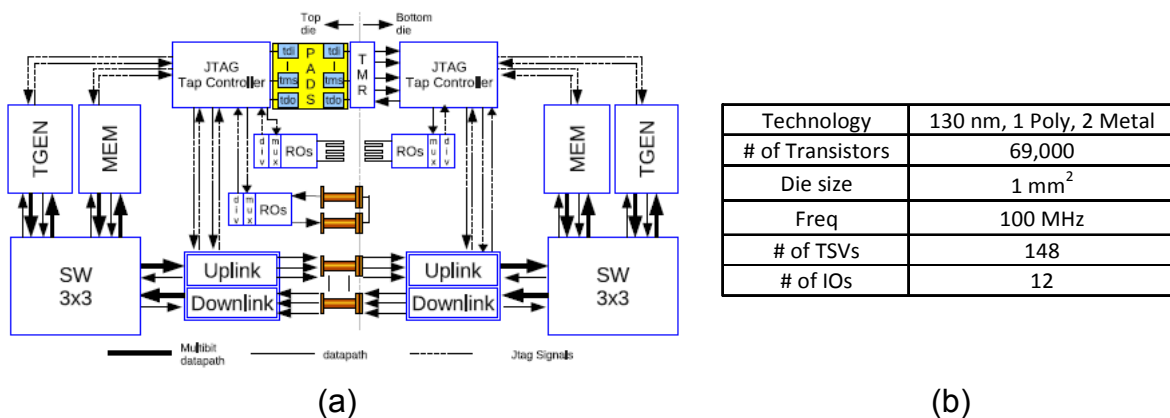 Top die
Bottom die
JTAG Tap Controller
tdi
tms
tdo
PADS
tdi
tms
tdo
TMR
JTAG Tap Controller
TGEN
MEM
div
mux
ROs
ROs
mux
div
MEM
TGEN
div
mux
ROs
SW 3x3
Uplink
Downlink
Uplink
Downlink
SW 3x3
Multibit datapath
datapath
Jtag Signals
(a)
Technology 130 nm, 1 Poly, 2 Metal
# of Transistors 69,000
Die size 1 mm²
Freq 100 MHz
# of TSVs 148
# of IOs 12
(b)